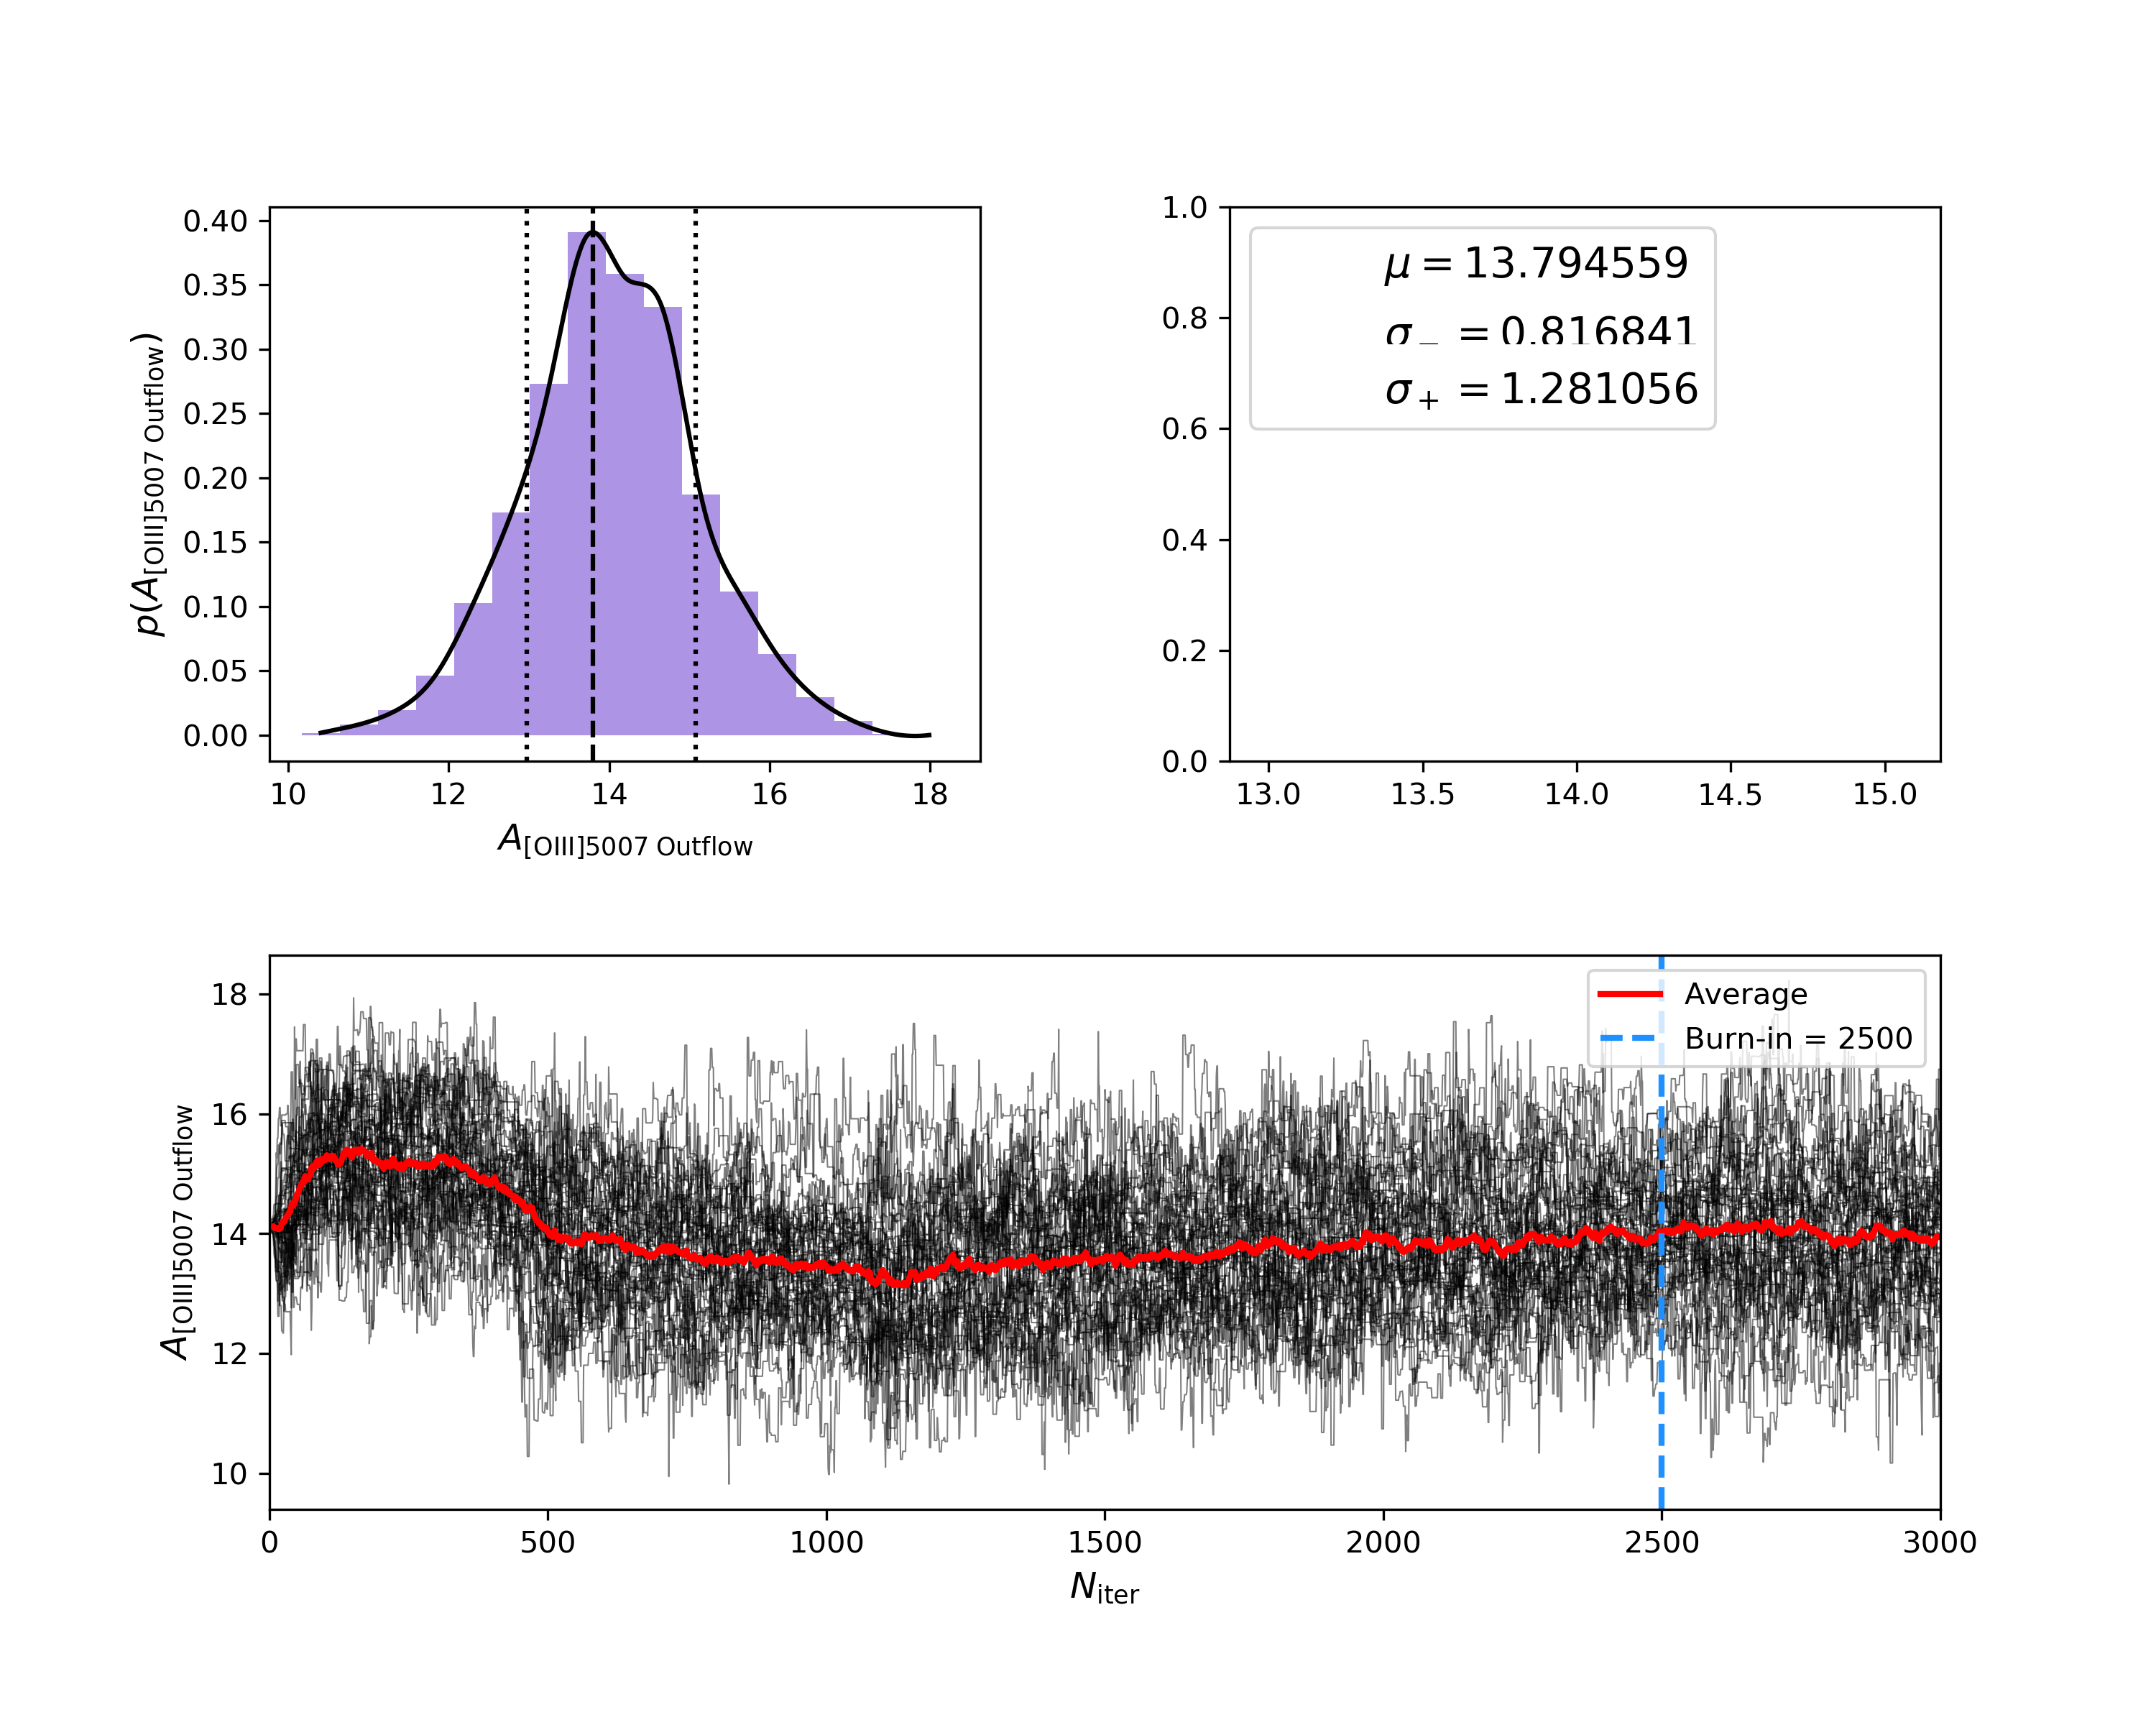 0.40
0.35
0.30
0.25
0.20
0.15
0.10
0.05
0.00
p(A[OIII]5007 Outflow)
10 12 14 16 18
A[OIII]5007 Outflow
1.0
0.8
0.6
0.4
0.2
0.0
μ = 13.794559
σ− = 0.816841
σ+ = 1.281056
13.0 13.5 14.0 14.5 15.0
18
16
14
12
10
A[OIII]5007 Outflow
Average
Burn-in = 2500
0 500 1000 1500 2000 2500 3000
Niter